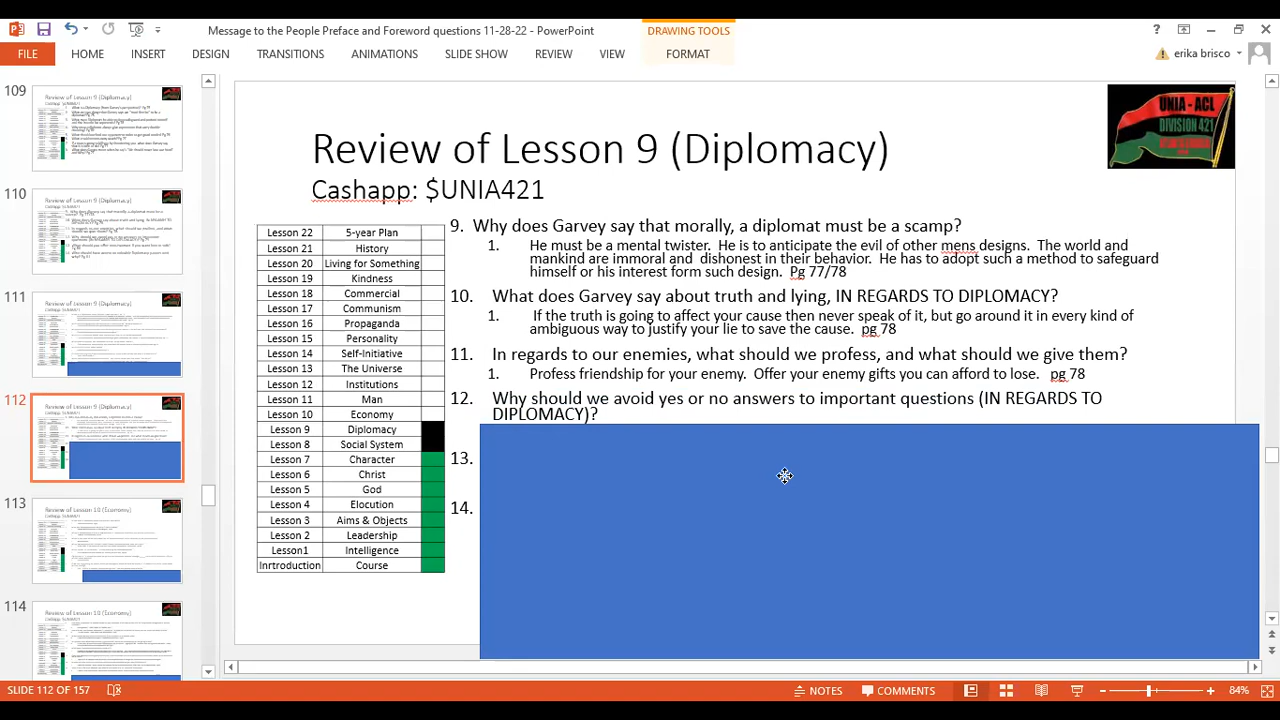 Message to the People Preface and Foreword questions 11-28-22 - PowerPoint
DRAWING TOOLS
FILE
HOME
INSERT
DESIGN
TRANSITIONS
ANIMATIONS
SLIDE SHOW
REVIEW
VIEW
FORMAT
erika brisco
109
Review of Lesson 9 (Diplomacy)
110
Review of Lesson 9 (Diplomacy)
111
Review of Lesson 9 (Diplomacy)
112
Review of Lesson 9 (Diplomacy)
113
Review of Lesson 10 (Economy)
114
Review of Lesson 10 (Economy)
UNIA - ACL
DIVISION 421
Review of Lesson 9 (Diplomacy)
Cashapp: $UNIA421
Lesson 22 5-year Plan
Lesson 21 History
Lesson 20 Living for Something
Lesson 19 Kindness
Lesson 18 Commercial
Lesson 17 Communism
Lesson 16 Propaganda
Lesson 15 Personality
Lesson 14 Self-Initiative
Lesson 13 The Universe
Lesson 12 Institutions
Lesson 11 Man
Lesson 10 Economy
Lesson 9 Diplomacy
Lesson 8 Social System
Lesson 7 Character
Lesson 6 Christ
Lesson 5 God
Lesson 4 Elocution
Lesson 3 Aims & Objects
Lesson 2 Leadership
Lesson1 Intelligence
Inrtroduction Course
9. Why does Garvey say that morally, a diplomat must be a scamp?
1. He must be a mental twister. He is to anticipate the evil of other mens designs. The world and
mankind are immoral and dishonest in their behavior. He has to adopt such a method to safeguard
himself or his interest form such design. Pg 77/78
10. What does Garvey say about truth and lying, IN REGARDS TO DIPLOMACY?
1. If the truth is going to affect your cause then never speak of it, but go around it in every kind of
ambiguous way to justify your lie to save the cause. pg 78
11. In regards to our enemies, what should we profess, and what should we give them?
1. Profess friendship for your enemy. Offer your enemy gifts you can afford to lose. pg 78
12. Why should we avoid yes or no answers to important questions (IN REGARDS TO
DIPLOMACY)?
13.
14.
SLIDE 112 OF 157
NOTES
COMMENTS
84%